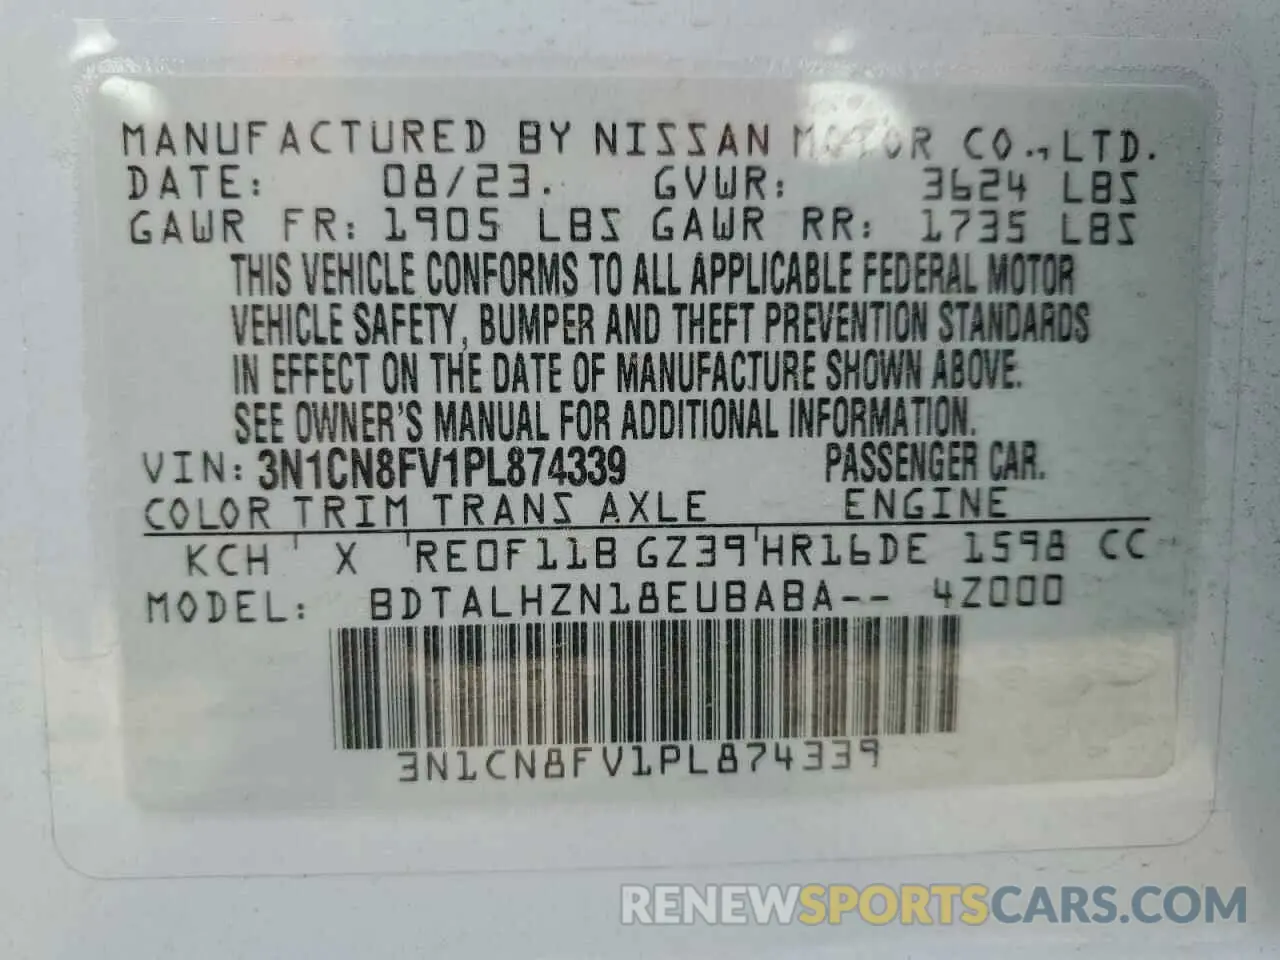 MANUFACTURED BY NISSAN MOTOR CO., LTD.
DATE: 08/23. GVWR: 3624 LBS
GAWR FR: 1905 LBS GAWR RR: 1735 LBS
THIS VEHICLE CONFORMS TO ALL APPLICABLE FEDERAL MOTOR
VEHICLE SAFETY, BUMPER AND THEFT PREVENTION STANDARDS
IN EFFECT ON THE DATE OF MANUFACTURE SHOWN ABOVE.
SEE OWNER'S MANUAL FOR ADDITIONAL INFORMATION.
VIN: 3N1CN8FV1PL874339 PASSENGER CAR.
COLOR TRIM TRANS AXLE ENGINE
KCH X RE0F11B GZ39 HR16DE 1598 CC
MODEL: BDTALHZN18EUBABA-- 4Z000
3N1CN8FV1PL874339
RENEWSPORTSCARS.COM